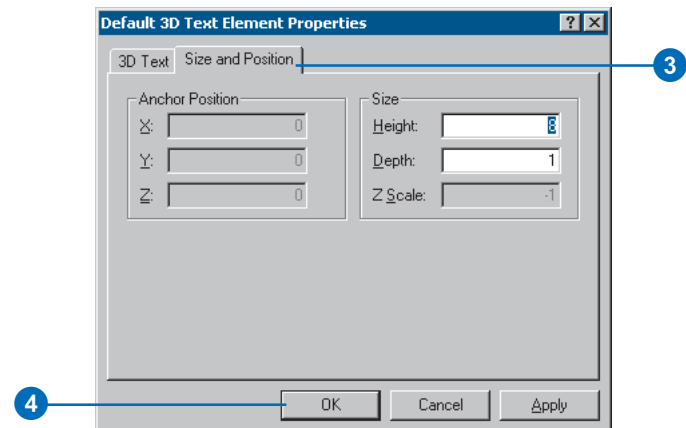 Default 3D Text Element Properties
? X
3D Text Size and Position
3
Anchor Position
X: 0
Y: 0
Z: 0
Size
Height: 8
Depth: 1
Z Scale: -1
4
OK Cancel Apply